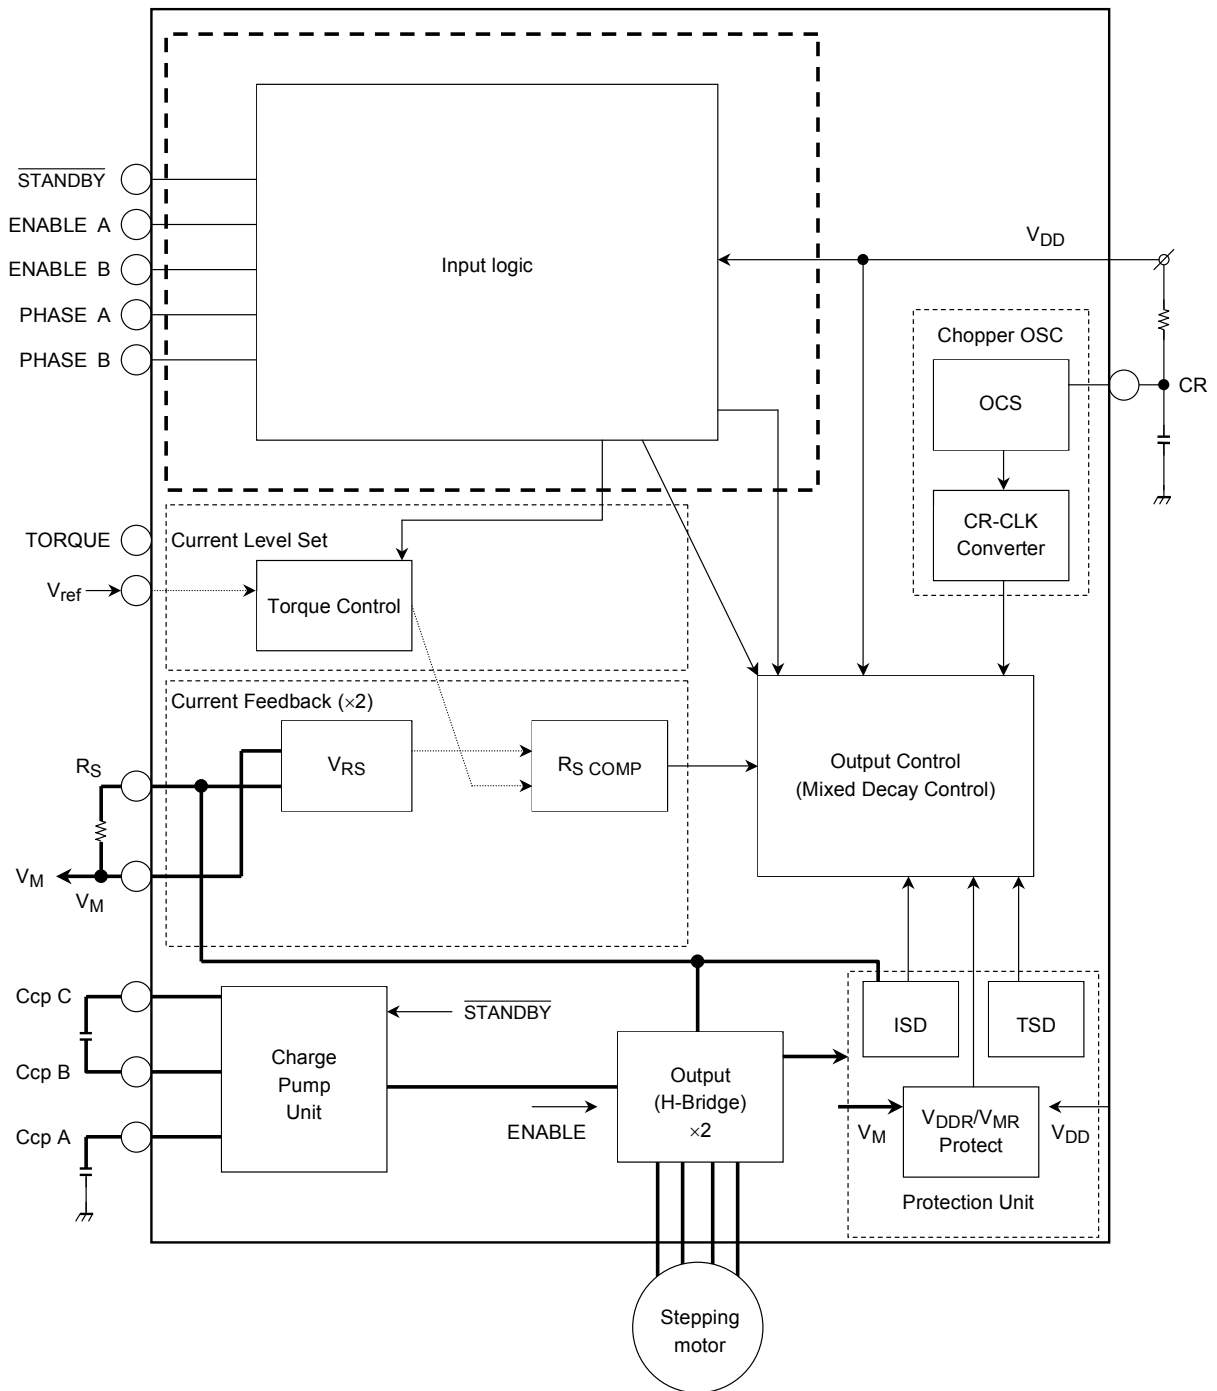 STANDBY
ENABLE A
ENABLE B
PHASE A
PHASE B
Input logic
VDD
Chopper OSC
OCS
CR
CR-CLK
Converter
TORQUE
Vref
Current Level Set
Torque Control
Current Feedback (×2)
RS
VRS
RS COMP
Output Control
(Mixed Decay Control)
VM
VM
Ccp C
Ccp B
Ccp A
Charge
Pump
Unit
STANDBY
ENABLE
Output
(H-Bridge)
×2
ISD
TSD
VM
VDDR/VMR
Protect
VDD
Protection Unit
Stepping
motor